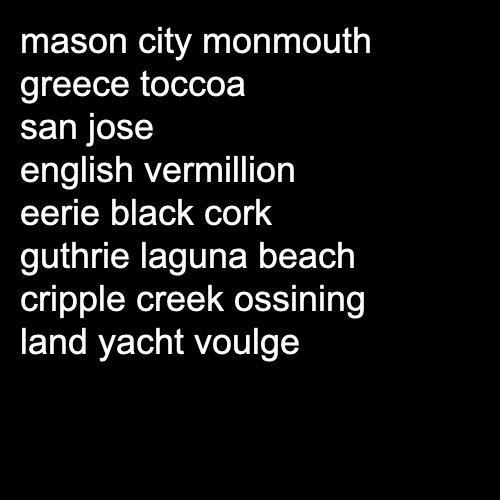 mason city monmouth
greece toccoa
san jose
english vermillion
eerie black cork
guthrie laguna beach
cripple creek ossining
land yacht voulge